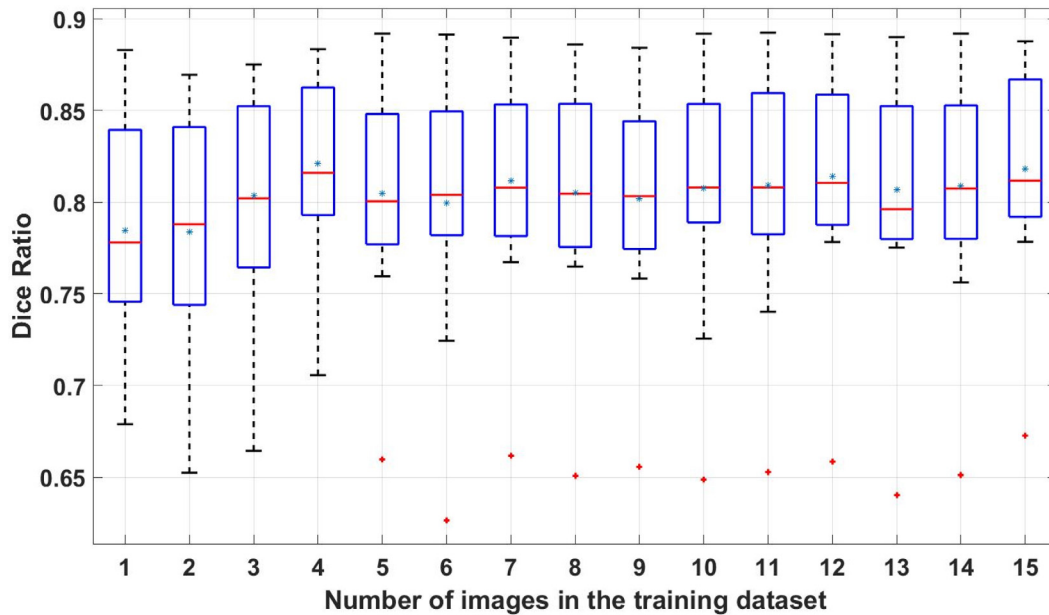 0.9
0.85
0.8
0.75
0.7
0.65
Dice Ratio
1 2 3 4 5 6 7 8 9 10 11 12 13 14 15
Number of images in the training dataset